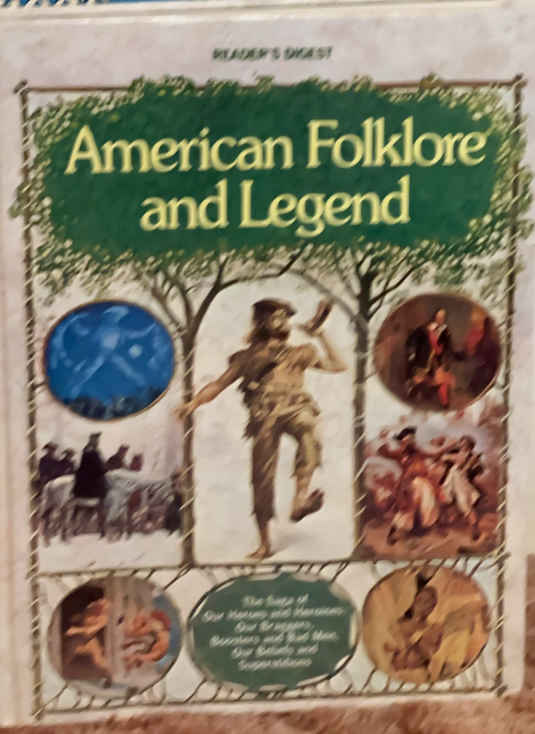 READER'S DIGEST
American Folklore
and Legend
The Saga of
Our Heroes and Heroines,
Our Braggers,
Boosters and Bad Men,
Our Beliefs and
Superstitions